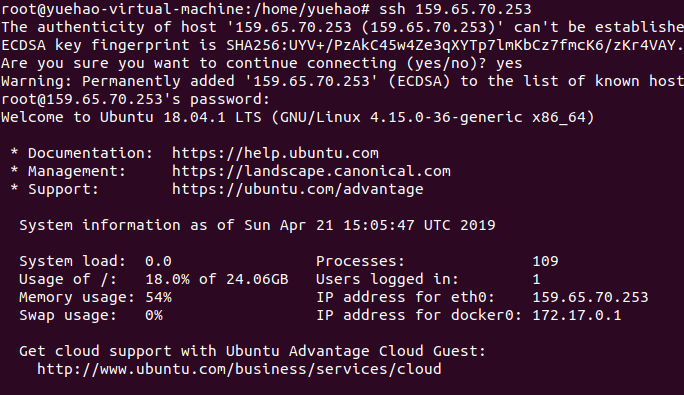 root@yuehao-virtual-machine:/home/yuehao# ssh 159.65.70.253
The authenticity of host '159.65.70.253 (159.65.70.253)' can't be establishe
ECDSA key fingerprint is SHA256:UYV+/PzAkC45w4Ze3qXYTp7lmKbCz7fmcK6/zKr4VAY.
Are you sure you want to continue connecting (yes/no)? yes
Warning: Permanently added '159.65.70.253' (ECDSA) to the list of known host
root@159.65.70.253's password:
Welcome to Ubuntu 18.04.1 LTS (GNU/Linux 4.15.0-36-generic x86_64)
* Documentation:  https://help.ubuntu.com
* Management:     https://landscape.canonical.com
* Support:        https://ubuntu.com/advantage
System information as of Sun Apr 21 15:05:47 UTC 2019
System load:  0.0                Processes:              109
Usage of /:   18.0% of 24.06GB   Users logged in:        1
Memory usage: 54%                IP address for eth0:    159.65.70.253
Swap usage:   0%                 IP address for docker0: 172.17.0.1
Get cloud support with Ubuntu Advantage Cloud Guest:
http://www.ubuntu.com/business/services/cloud